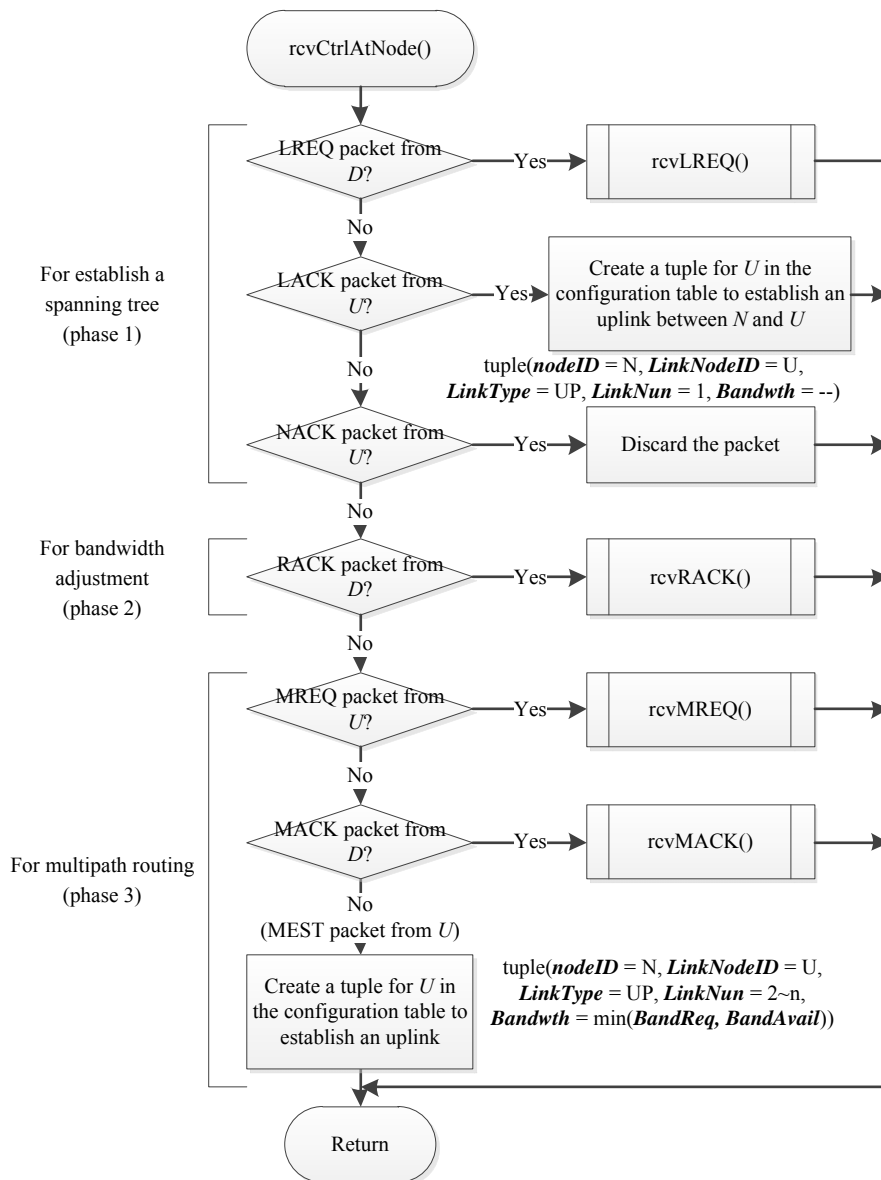 rcvCtrlAtNode()
LREQ packet from
D?
Yes
rcvLREQ()
No
For establish a
spanning tree
(phase 1)
LACK packet from
U?
Yes
Create a tuple for U in the
configuration table to establish an
uplink between N and U
No
tuple(nodeID = N, LinkNodeID = U,
LinkType = UP, LinkNun = 1, Bandwth = --)
NACK packet from
U?
Yes
Discard the packet
No
For bandwidth
adjustment
(phase 2)
RACK packet from
D?
Yes
rcvRACK()
No
MREQ packet from
U?
Yes
rcvMREQ()
No
MACK packet from
D?
Yes
rcvMACK()
For multipath routing
(phase 3)
No
(MEST packet from U)
Create a tuple for U in
the configuration table to
establish an uplink
tuple(nodeID = N, LinkNodeID = U,
LinkType = UP, LinkNun = 2~n,
Bandwth = min(BandReq, BandAvail))
Return